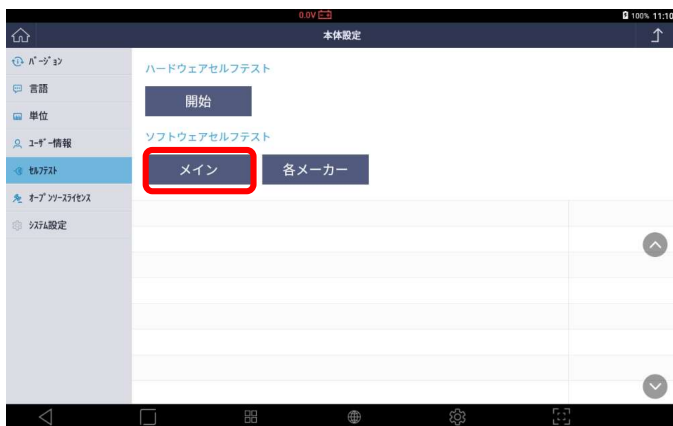 0.0V
100% 11:10
本体設定
ﾊﾞｰｼﾞｮﾝ
言語
単位
ﾕｰｻﾞｰ情報
ｾﾙﾌﾃｽﾄ
ｵｰﾌﾟﾝｿｰｽﾗｲｾﾝｽ
ｼｽﾃﾑ設定
ハードウェアセルフテスト
開始
ソフトウェアセルフテスト
メイン 各メーカー